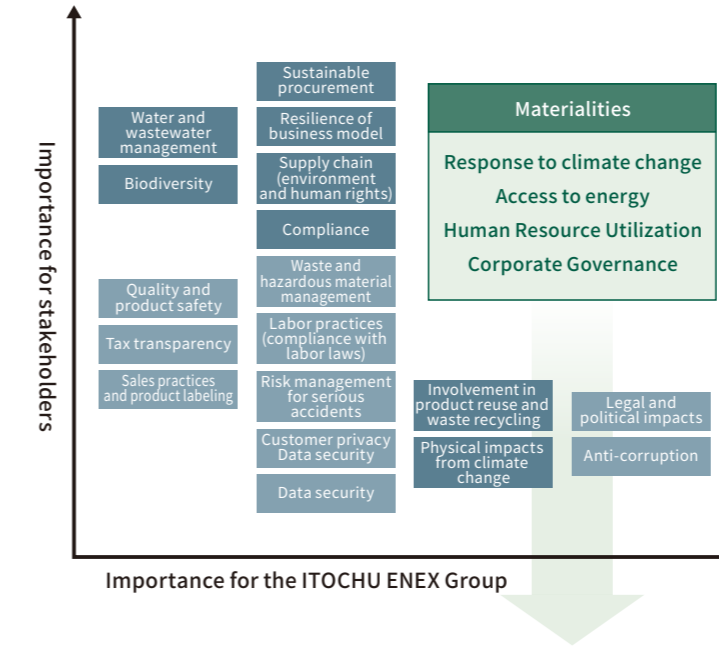 Importance for stakeholders
Water and
wastewater
management
Biodiversity
Quality and
product safety
Tax transparency
Sales practices
and product labeling
Sustainable
procurement
Resilience of
business model
Supply chain
(environment
and human rights)
Compliance
Waste and
hazardous material
management
Labor practices
(compliance with
labor laws)
Risk management
for serious
accidents
Customer privacy
Data security
Data security
Materialities
Response to climate change
Access to energy
Human Resource Utilization
Corporate Governance
Involvement in
product reuse and
waste recycling
Physical impacts
from climate
change
Legal and
political impacts
Anti-corruption
Importance for the ITOCHU ENEX Group